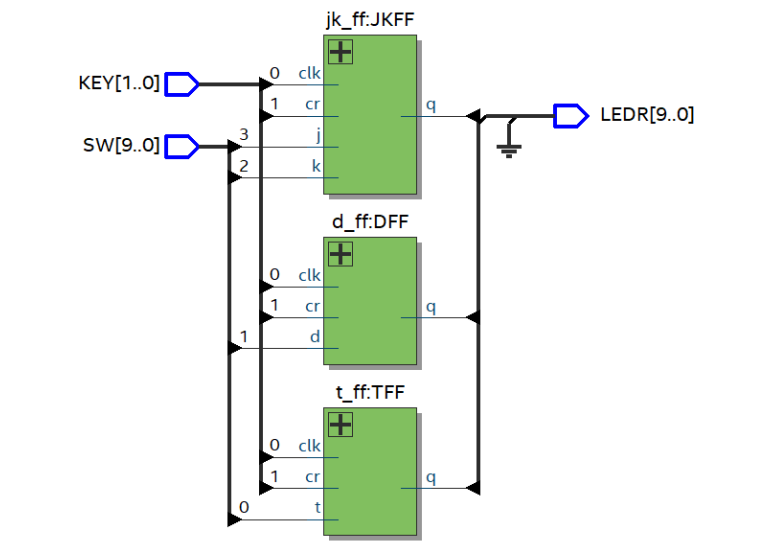 jk_ff:JKFF
KEY[1..0]
0 clk
1 cr
q
LEDR[9..0]
SW[9..0]
3 j
2 k
d_ff:DFF
0 clk
1 cr
q
1 d
t_ff:TFF
0 clk
1 cr
q
0 t